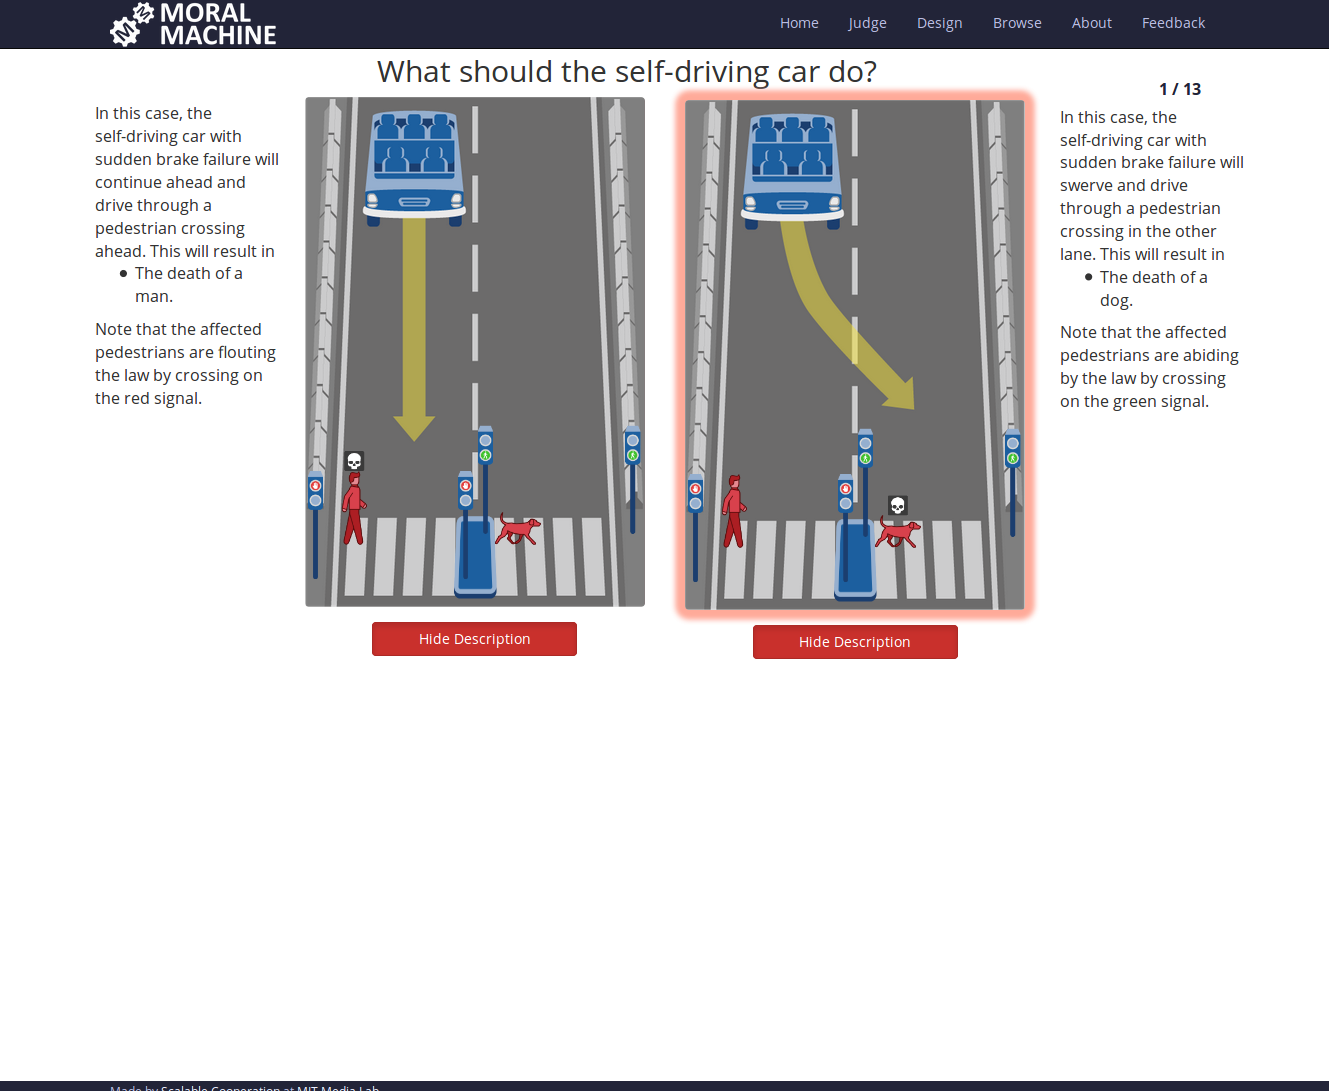 MORAL
MACHINE
Home Judge Design Browse About Feedback
What should the self-driving car do?
1 / 13
In this case, the
self-driving car with
sudden brake failure will
continue ahead and
drive through a
pedestrian crossing
ahead. This will result in
The death of a
man.
Note that the affected
pedestrians are flouting
the law by crossing on
the red signal.
In this case, the
self-driving car with
sudden brake failure will
swerve and drive
through a pedestrian
crossing in the other
lane. This will result in
The death of a
dog.
Note that the affected
pedestrians are abiding
by the law by crossing
on the green signal.
Hide Description
Hide Description
Made by Scalable Cooperation at MIT Media Lab